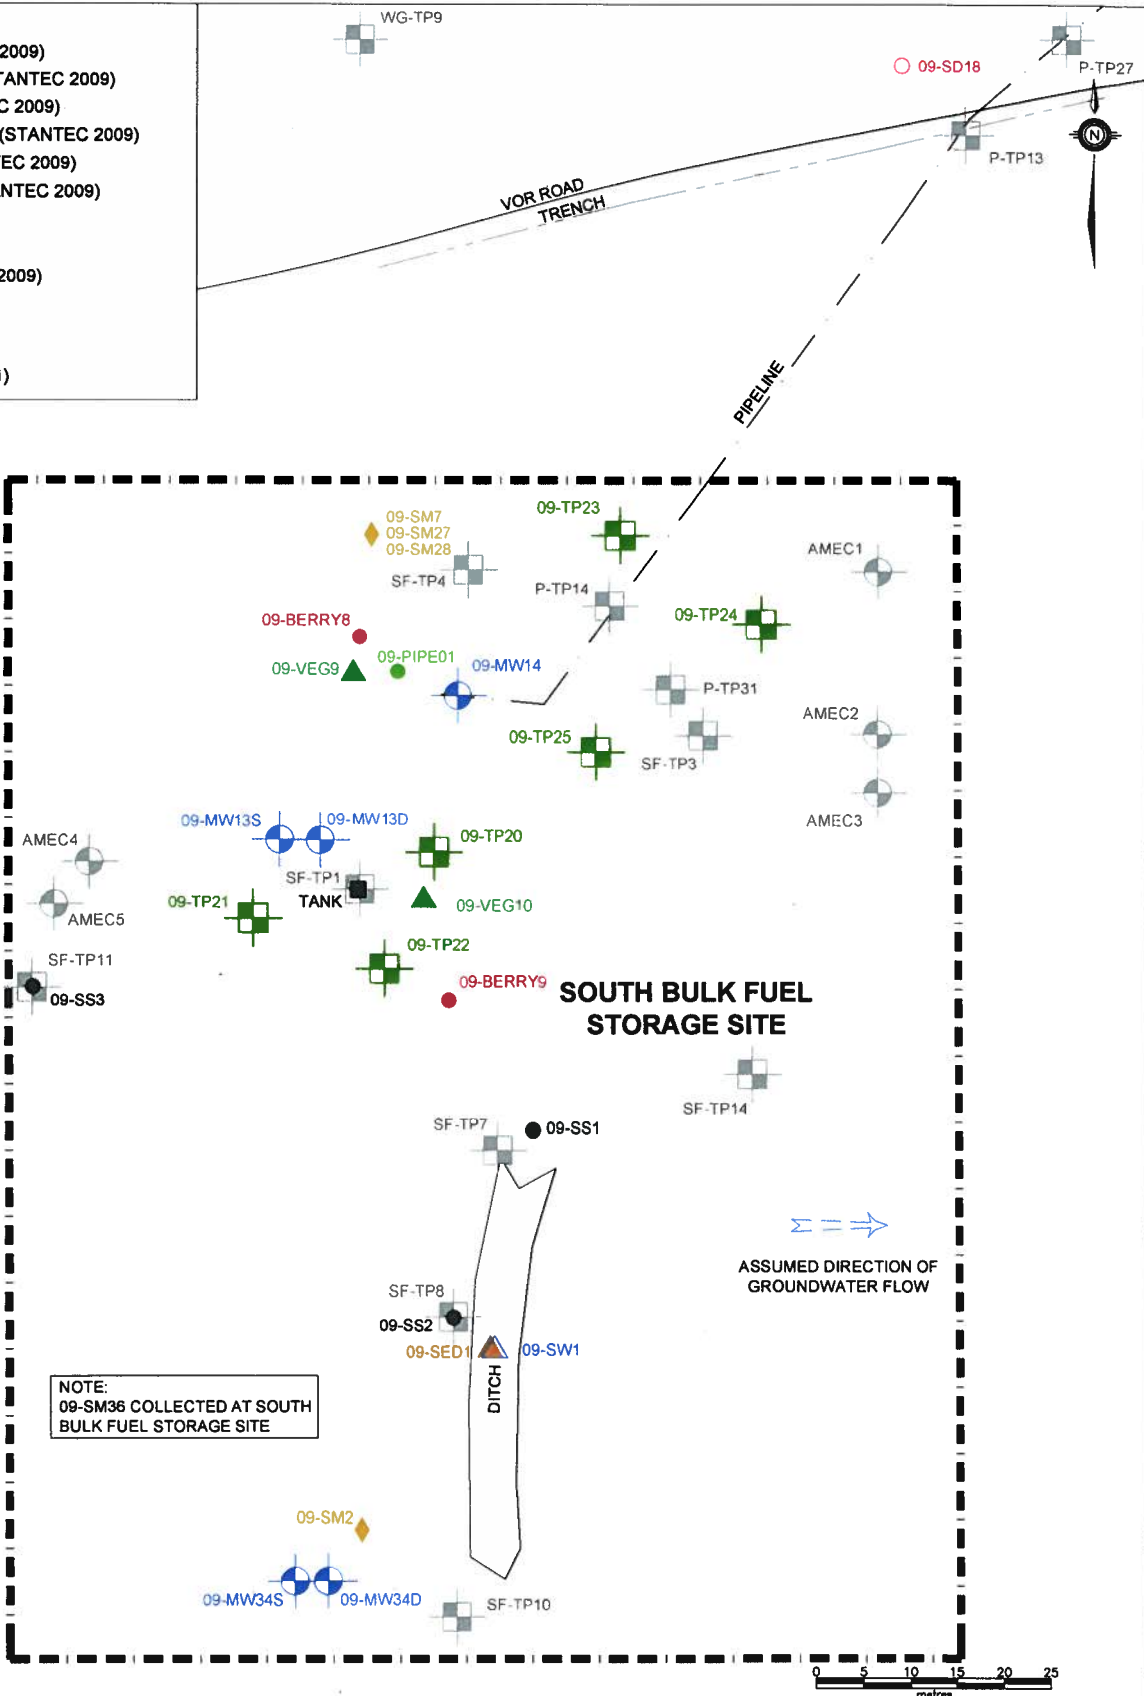 2009)
TANTEC 2009)
C 2009)
(STANTEC 2009)
TEC 2009)
ANTEC 2009)
2009)
)
WG-TP9
09-SD18
P-TP27
N
P-TP13
VOR ROAD
TRENCH
PIPELINE
09-SM7
09-SM27
09-SM28
09-TP23
SF-TP4
AMEC1
P-TP14
09-TP24
09-BERRY8
09-VEG9
09-PIPE01
09-MW14
P-TP31
AMEC2
09-TP25
SF-TP3
AMEC3
09-MW13S
09-MW13D
09-TP20
AMEC4
SF-TP1
TANK
09-TP21
09-VEG10
AMEC5
09-TP22
SF-TP11
09-SS3
09-BERRY9
SOUTH BULK FUEL
STORAGE SITE
SF-TP14
SF-TP7
09-SS1
ASSUMED DIRECTION OF
GROUNDWATER FLOW
SF-TP8
09-SS2
09-SED1
09-SW1
DITCH
NOTE:
09-SM36 COLLECTED AT SOUTH
BULK FUEL STORAGE SITE
09-SM2
09-MW34S
09-MW34D
SF-TP10
0 5 10 15 20 25
metres